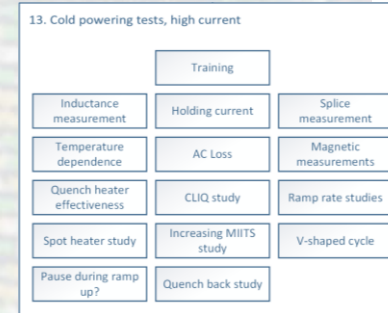 13. Cold powering tests, high current
Training
Inductance
measurement
Holding current
Splice
measurement
Temperature
dependence
AC Loss
Magnetic
measurements
Quench heater
effectiveness
CLIQ study
Ramp rate studies
Spot heater study
Increasing MIITS
study
V-shaped cycle
Pause during ramp
up?
Quench back study